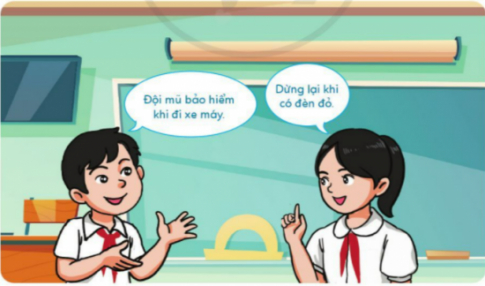 Đội mũ bảo hiểm
khi đi xe máy.
Dừng lại khi
có đèn đỏ.